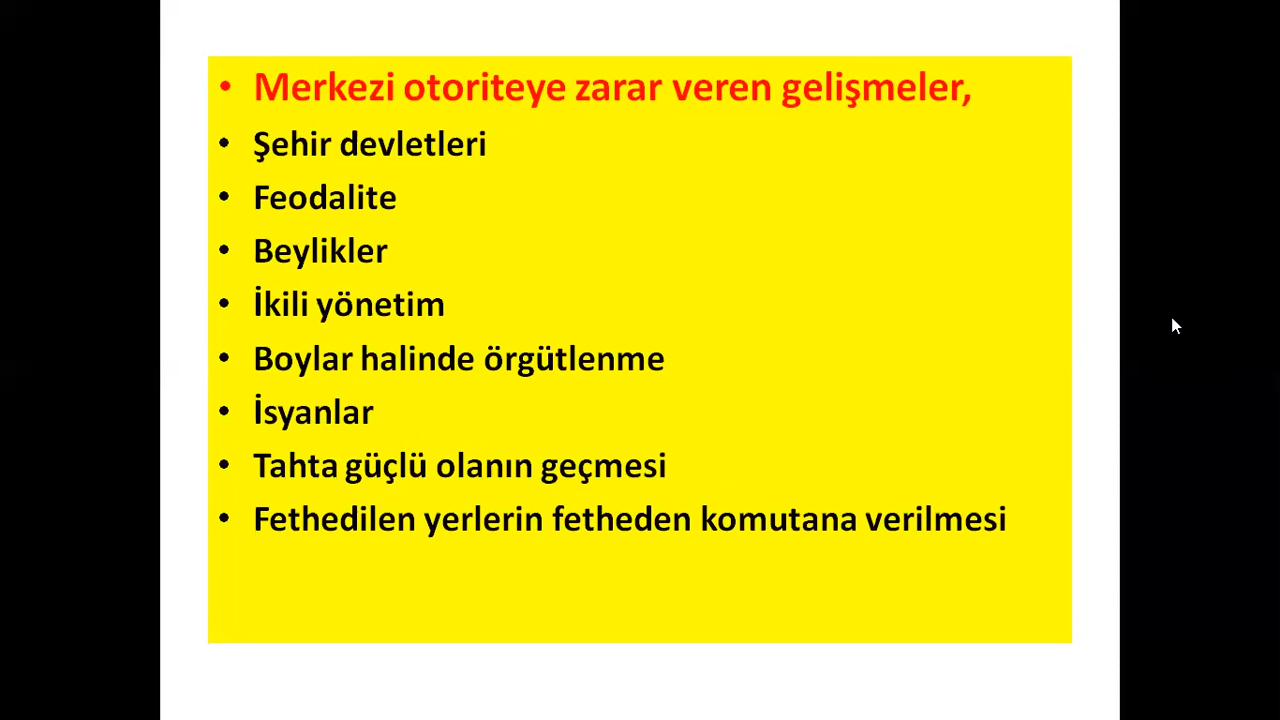 • Merkezi otoriteye zarar veren gelişmeler,
• Şehir devletleri
• Feodalite
• Beylikler
• İkili yönetim
• Boylar halinde örgütlenme
• İsyanlar
• Tahta güçlü olanın geçmesi
• Fethedilen yerlerin fetheden komutana verilmesi